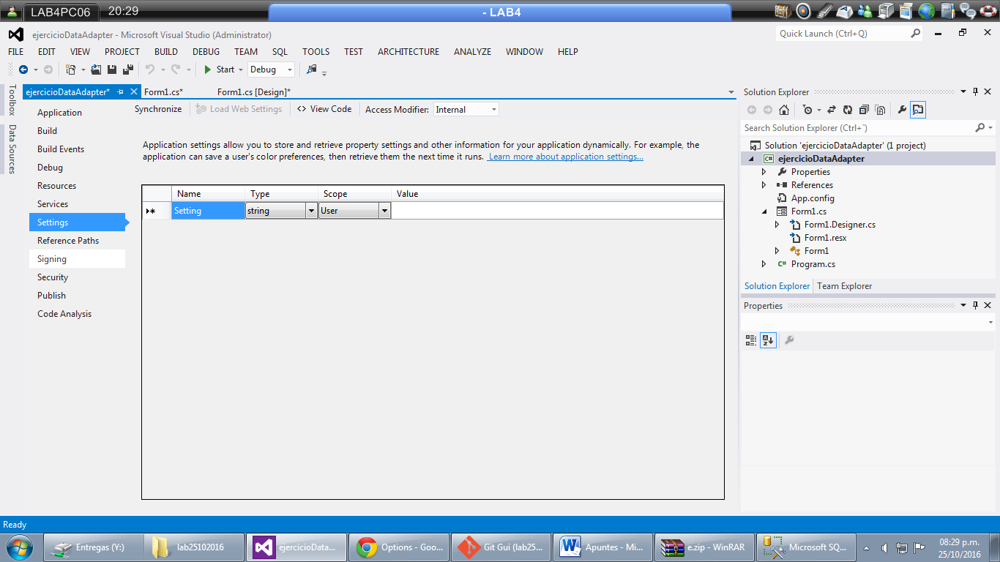 LAB4PC06 20:29 - LAB4
ejercicioDataAdapter - Microsoft Visual Studio (Administrator) Quick Launch (Ctrl+Q)
FILE EDIT VIEW PROJECT BUILD DEBUG TEAM SQL TOOLS TEST ARCHITECTURE ANALYZE WINDOW HELP
Start Debug
Toolbox
Data Sources
ejercicioDataAdapter* Form1.cs* Form1.cs [Design]*
Synchronize Load Web Settings View Code Access Modifier: Internal
Application
Build
Build Events
Debug
Resources
Services
Settings
Reference Paths
Signing
Security
Publish
Code Analysis
Application settings allow you to store and retrieve property settings and other information for your application dynamically. For example, the
application can save a user's color preferences, then retrieve them the next time it runs. Learn more about application settings...
Name Type Scope Value
Setting string User
Solution Explorer
Search Solution Explorer (Ctrl+¨)
Solution 'ejercicioDataAdapter' (1 project)
C# ejercicioDataAdapter
Properties
References
App.config
Form1.cs
Form1.Designer.cs
Form1.resx
Form1
C# Program.cs
Solution Explorer Team Explorer
Properties
Ready
Entregas (Y:) lab25102016 ejercicioData... Options - Goo... Git Gui (lab25... Apuntes - Mi... e.zip - WinRAR Microsoft SQ... 08:29 p.m.
25/10/2016